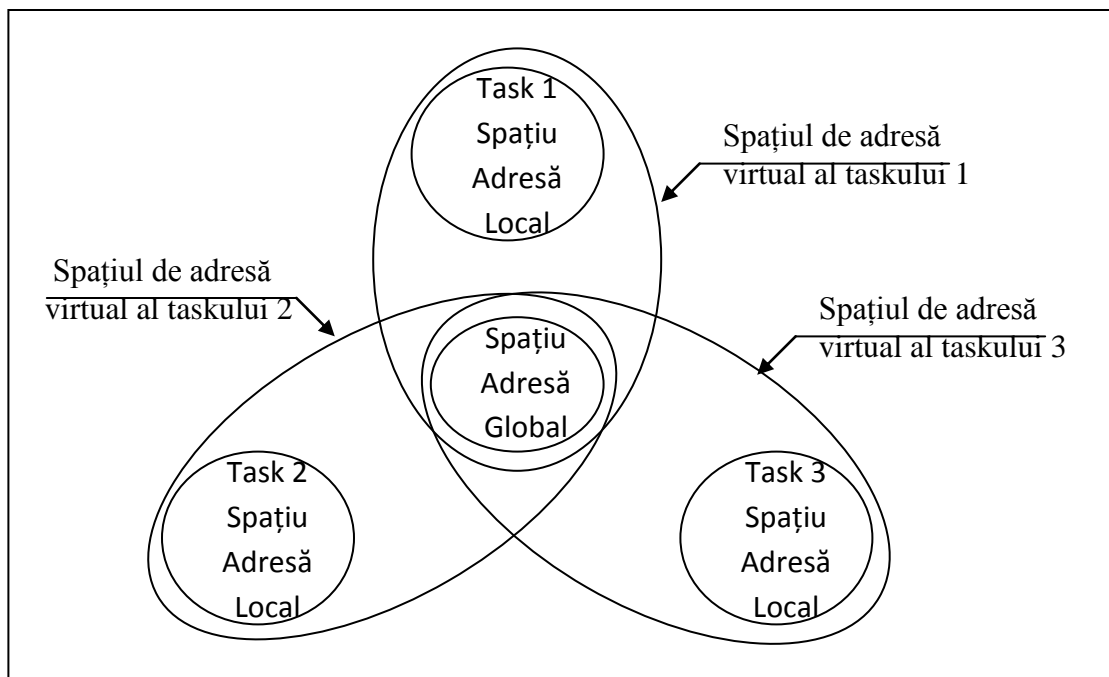 Task 1
Spațiu
Adresă
Local
Spațiul de adresă
virtual al taskului 1
Spațiul de adresă
virtual al taskului 2
Spațiul de adresă
virtual al taskului 3
Spațiu
Adresă
Global
Task 2
Spațiu
Adresă
Local
Task 3
Spațiu
Adresă
Local